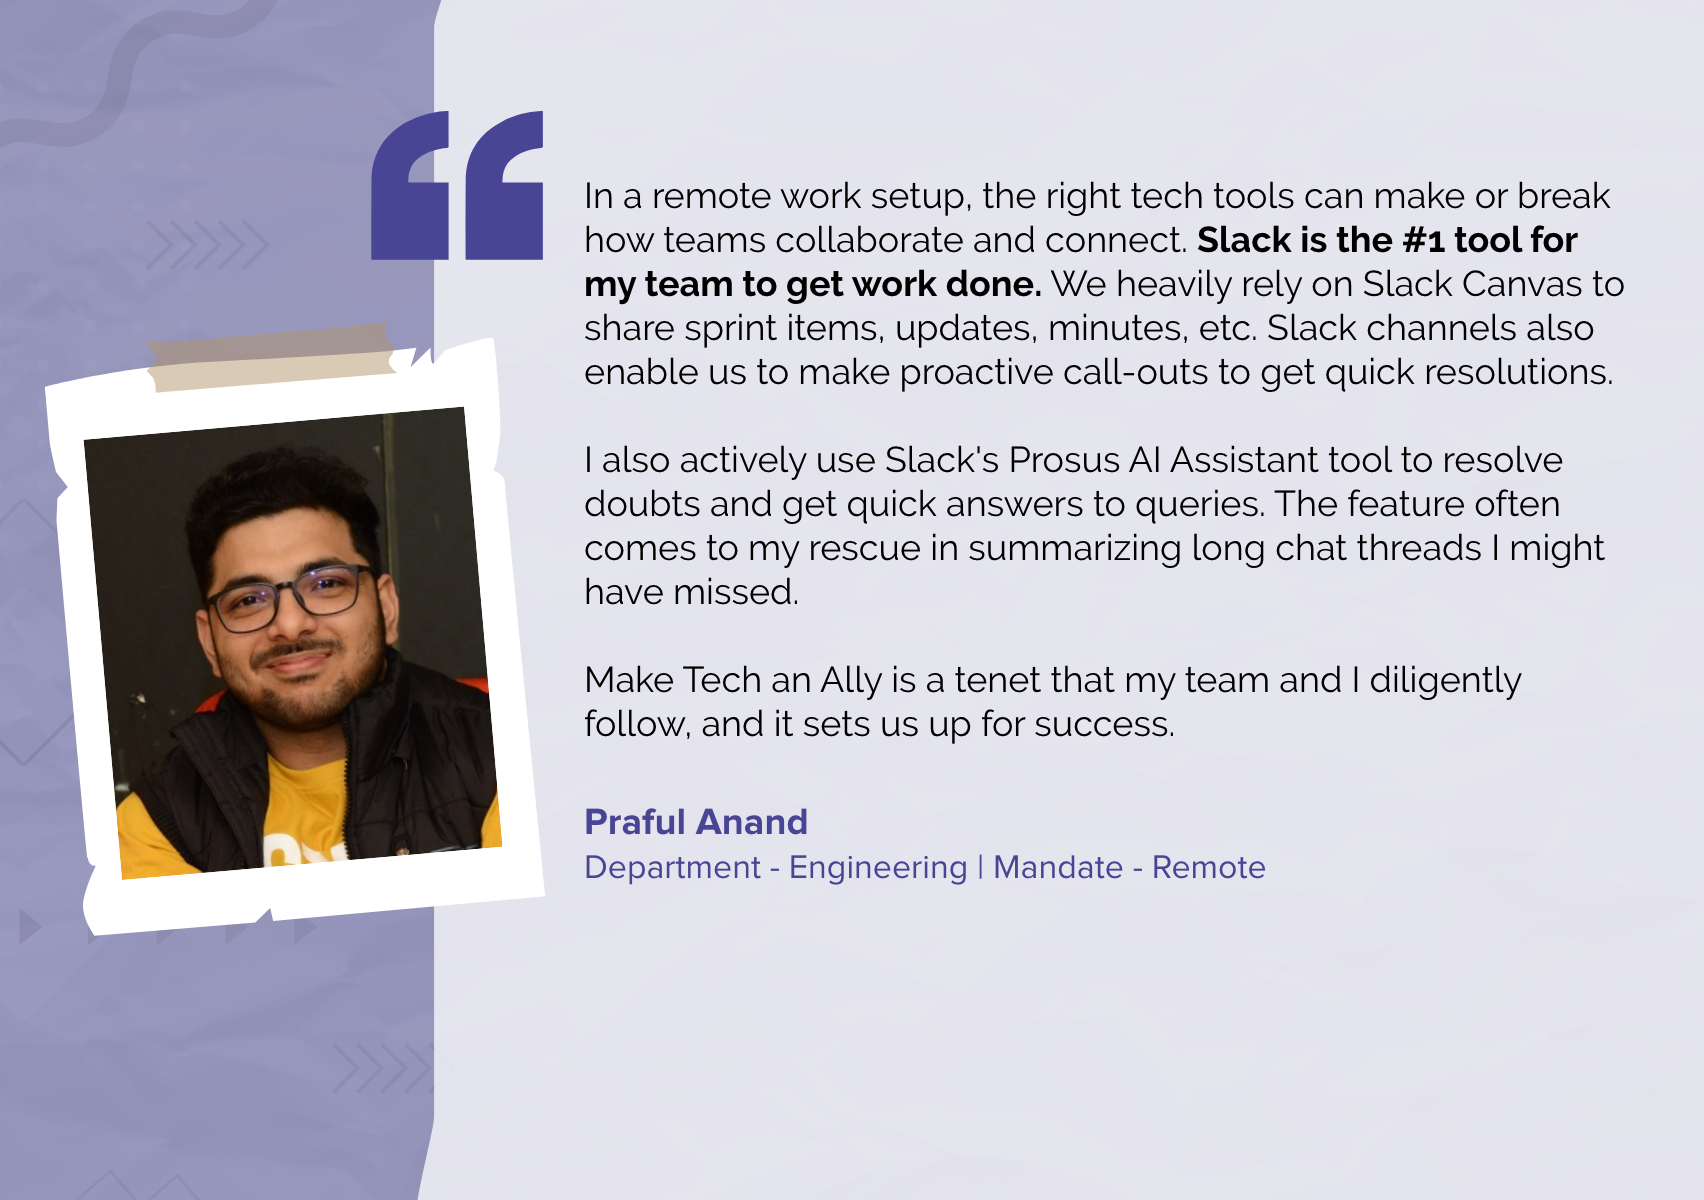 In a remote work setup, the right tech tools can make or break
how teams collaborate and connect. Slack is the #1 tool for
my team to get work done. We heavily rely on Slack Canvas to
share sprint items, updates, minutes, etc. Slack channels also
enable us to make proactive call-outs to get quick resolutions.
I also actively use Slack's Prosus AI Assistant tool to resolve
doubts and get quick answers to queries. The feature often
comes to my rescue in summarizing long chat threads I might
have missed.
Make Tech an Ally is a tenet that my team and I diligently
follow, and it sets us up for success.
Praful Anand
Department - Engineering | Mandate - Remote